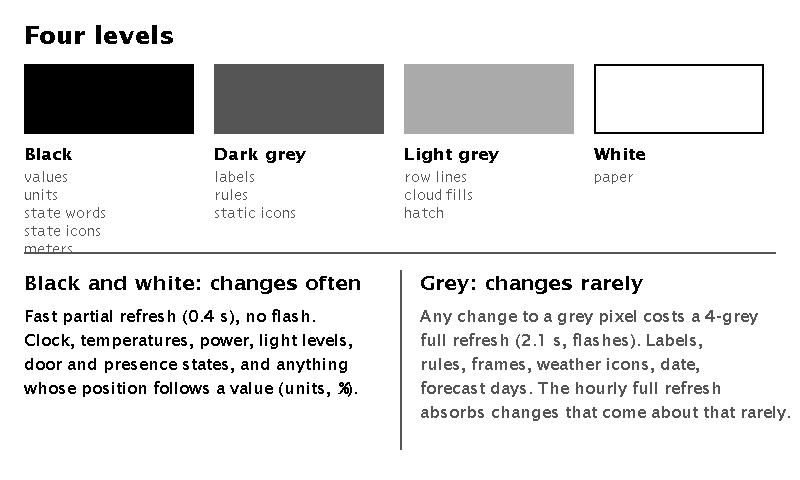 Four levels
Black
values
units
state words
state icons
meters
Dark grey
labels
rules
static icons
Light grey
row lines
cloud fills
hatch
White
paper
Black and white: changes often
Fast partial refresh (0.4 s), no flash.
Clock, temperatures, power, light levels,
door and presence states, and anything
whose position follows a value (units, %).
Grey: changes rarely
Any change to a grey pixel costs a 4-grey
full refresh (2.1 s, flashes). Labels,
rules, frames, weather icons, date,
forecast days. The hourly full refresh
absorbs changes that come about that rarely.